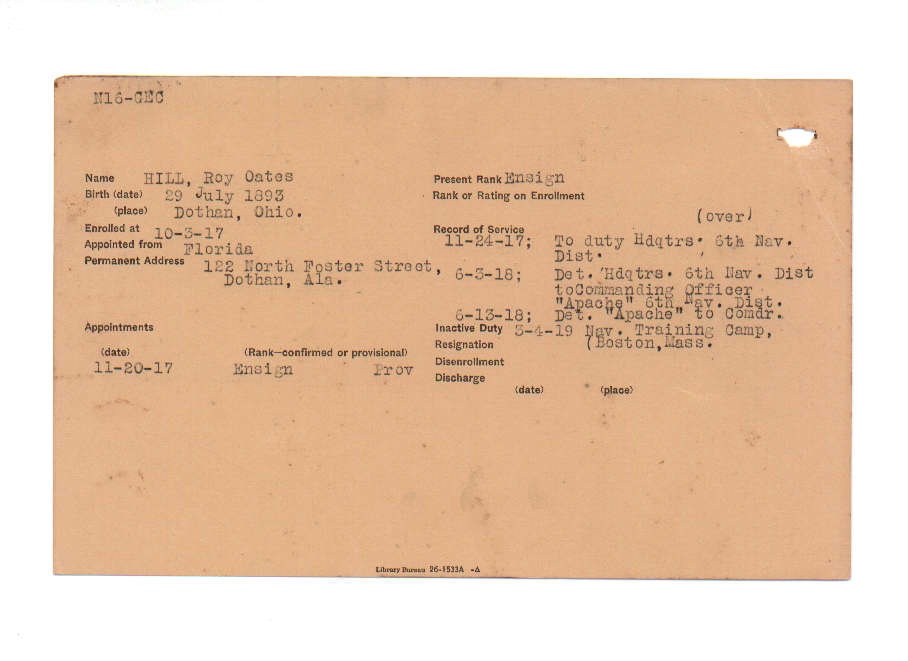 N16-CEC
Name HILL, Roy Oates
Birth (date) 29 July 1893
(place) Dothan, Ohio.
Enrolled at 10-3-17
Appointed from Florida
Permanent Address 122 North Foster Street,
Dothan, Ala.
Appointments
(date) (Rank—confirmed or provisional)
11-20-17 Ensign Prov
Present Rank Ensign
Rank or Rating on Enrollment
(over)
Record of Service
11-24-17; To duty Hdqtrs. 6th Nav.
Dist.
6-3-18; Det. Hdqtrs. 6th Nav. Dist
toCommanding Officer
"Apache" 6th Nav. Dist.
6-13-18; Det. "Apache" to Comdr.
Inactive Duty 3-4-19 Nav. Training Camp,
Resignation (Boston,Mass.
Disenrollment
Discharge
(date) (place)
Library Bureau 26-1533A -Δ